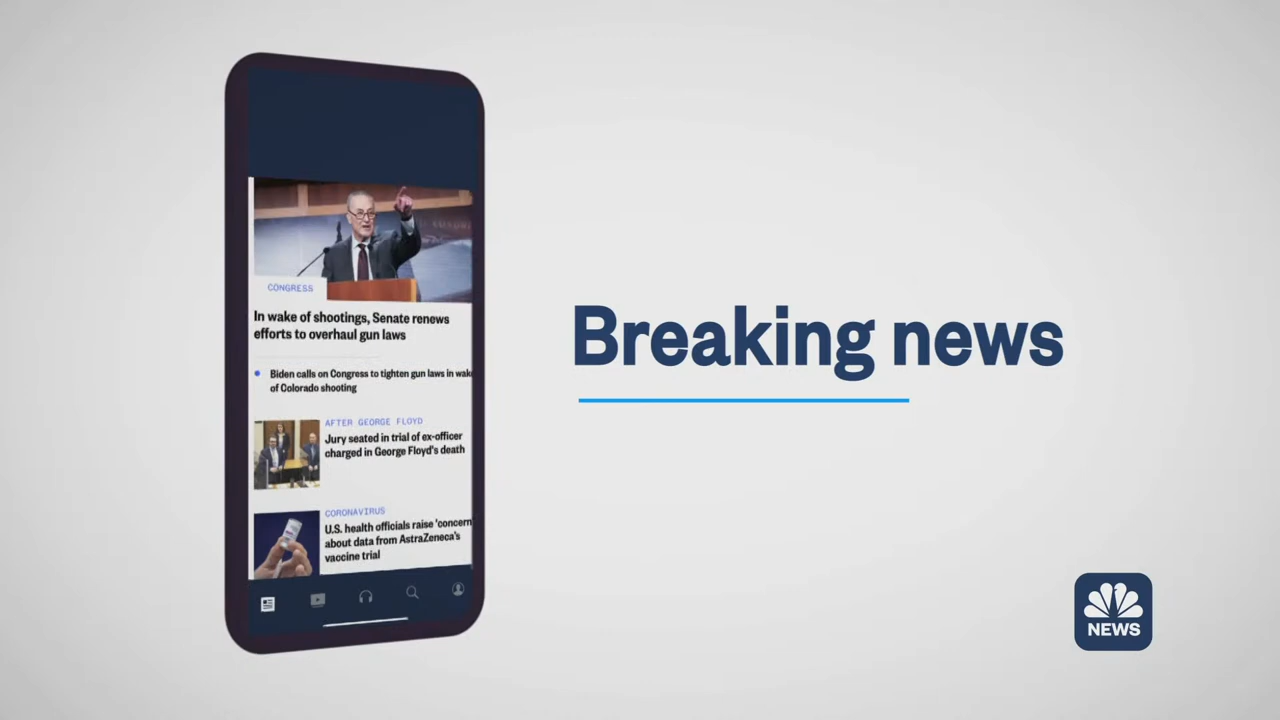 CONGRESS
In wake of shootings, Senate renews
efforts to overhaul gun laws
Biden calls on Congress to tighten gun laws in wake
of Colorado shooting
AFTER GEORGE FLOYD
Jury seated in trial of ex-officer
charged in George Floyd's death
CORONAVIRUS
U.S. health officials raise 'concern
about data from AstraZeneca's
vaccine trial
Breaking news
NEWS